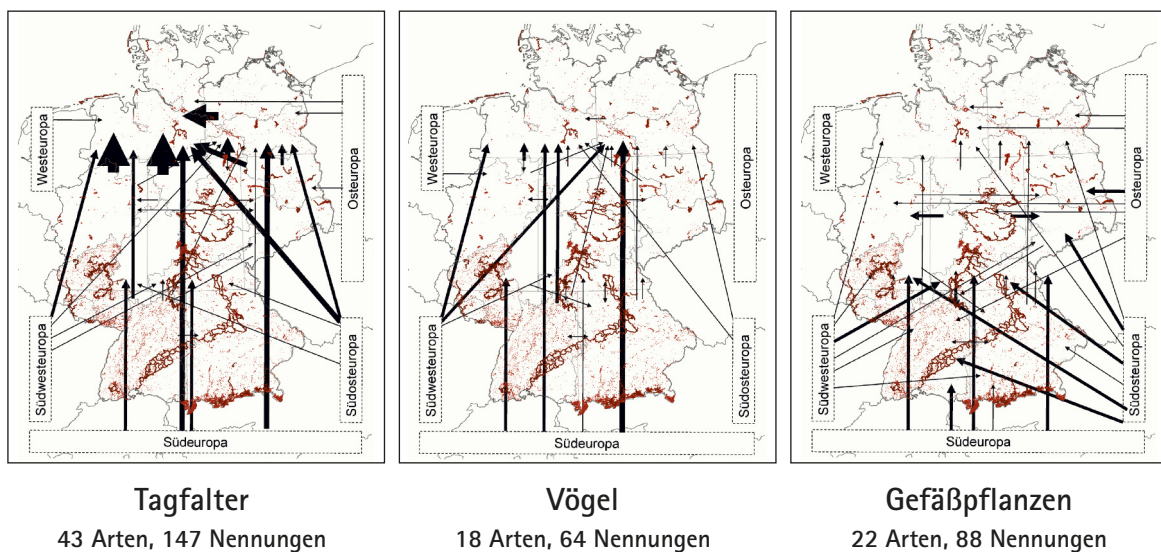 Westeuropa
Osteuropa
Südwesteuropa
Südosteuropa
Südeuropa
Westeuropa
Osteuropa
Südwesteuropa
Südosteuropa
Südeuropa
Westeuropa
Osteuropa
Südwesteuropa
Südosteuropa
Südeuropa
Tagfalter
43 Arten, 147 Nennungen
Vögel
18 Arten, 64 Nennungen
Gefäßpflanzen
22 Arten, 88 Nennungen